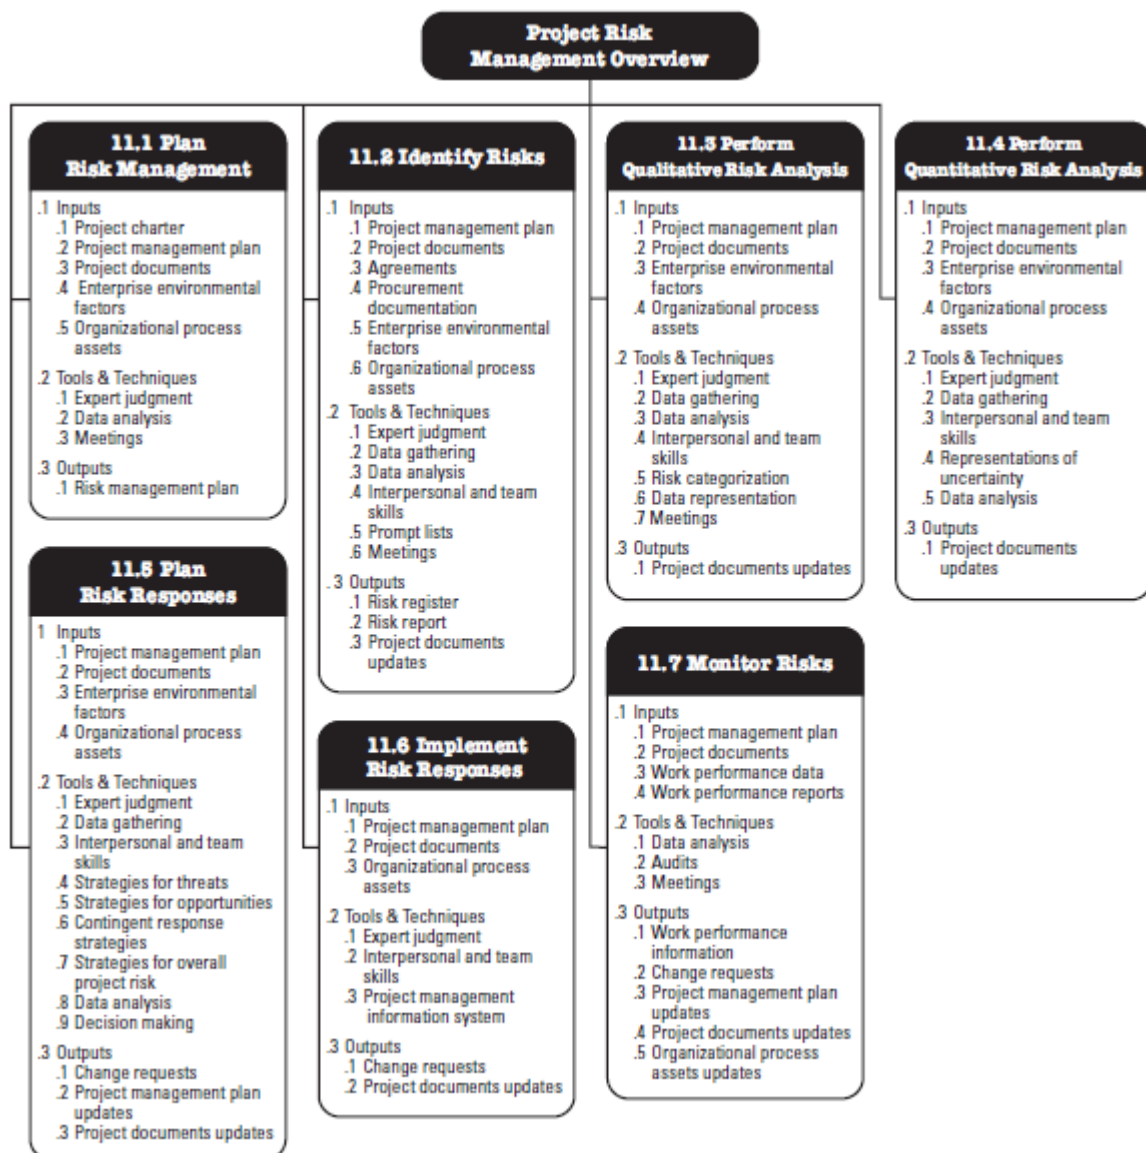 Project Risk
Management Overview
11.1 Plan
Risk Management
.1 Inputs
.1 Project charter
.2 Project management plan
.3 Project documents
.4 Enterprise environmental
factors
.5 Organizational process
assets
.2 Tools & Techniques
.1 Expert judgment
.2 Data analysis
.3 Meetings
.3 Outputs
.1 Risk management plan
11.2 Identify Risks
.1 Inputs
.1 Project management plan
.2 Project documents
.3 Agreements
.4 Procurement
documentation
.5 Enterprise environmental
factors
.6 Organizational process
assets
.2 Tools & Techniques
.1 Expert judgment
.2 Data gathering
.3 Data analysis
.4 Interpersonal and team
skills
.5 Prompt lists
.6 Meetings
.3 Outputs
.1 Risk register
.2 Risk report
.3 Project documents
updates
11.3 Perform
Qualitative Risk Analysis
.1 Inputs
.1 Project management plan
.2 Project documents
.3 Enterprise environmental
factors
.4 Organizational process
assets
.2 Tools & Techniques
.1 Expert judgment
.2 Data gathering
.3 Data analysis
.4 Interpersonal and team
skills
.5 Risk categorization
.6 Data representation
.7 Meetings
.3 Outputs
.1 Project documents updates
11.4 Perform
Quantitative Risk Analysis
.1 Inputs
.1 Project management plan
.2 Project documents
.3 Enterprise environmental
factors
.4 Organizational process
assets
.2 Tools & Techniques
.1 Expert judgment
.2 Data gathering
.3 Interpersonal and team
skills
.4 Representations of
uncertainty
.5 Data analysis
.3 Outputs
.1 Project documents
updates
11.5 Plan
Risk Responses
1 Inputs
.1 Project management plan
.2 Project documents
.3 Enterprise environmental
factors
.4 Organizational process
assets
.2 Tools & Techniques
.1 Expert judgment
.2 Data gathering
.3 Interpersonal and team
skills
.4 Strategies for threats
.5 Strategies for opportunities
.6 Contingent response
strategies
.7 Strategies for overall
project risk
.8 Data analysis
.9 Decision making
.3 Outputs
.1 Change requests
.2 Project management plan
updates
.3 Project documents updates
11.6 Implement
Risk Responses
.1 Inputs
.1 Project management plan
.2 Project documents
.3 Organizational process
assets
.2 Tools & Techniques
.1 Expert judgment
.2 Interpersonal and team
skills
.3 Project management
information system
.3 Outputs
.1 Change requests
.2 Project documents updates
11.7 Monitor Risks
.1 Inputs
.1 Project management plan
.2 Project documents
.3 Work performance data
.4 Work performance reports
.2 Tools & Techniques
.1 Data analysis
.2 Audits
.3 Meetings
.3 Outputs
.1 Work performance
information
.2 Change requests
.3 Project management plan
updates
.4 Project documents updates
.5 Organizational process
assets updates